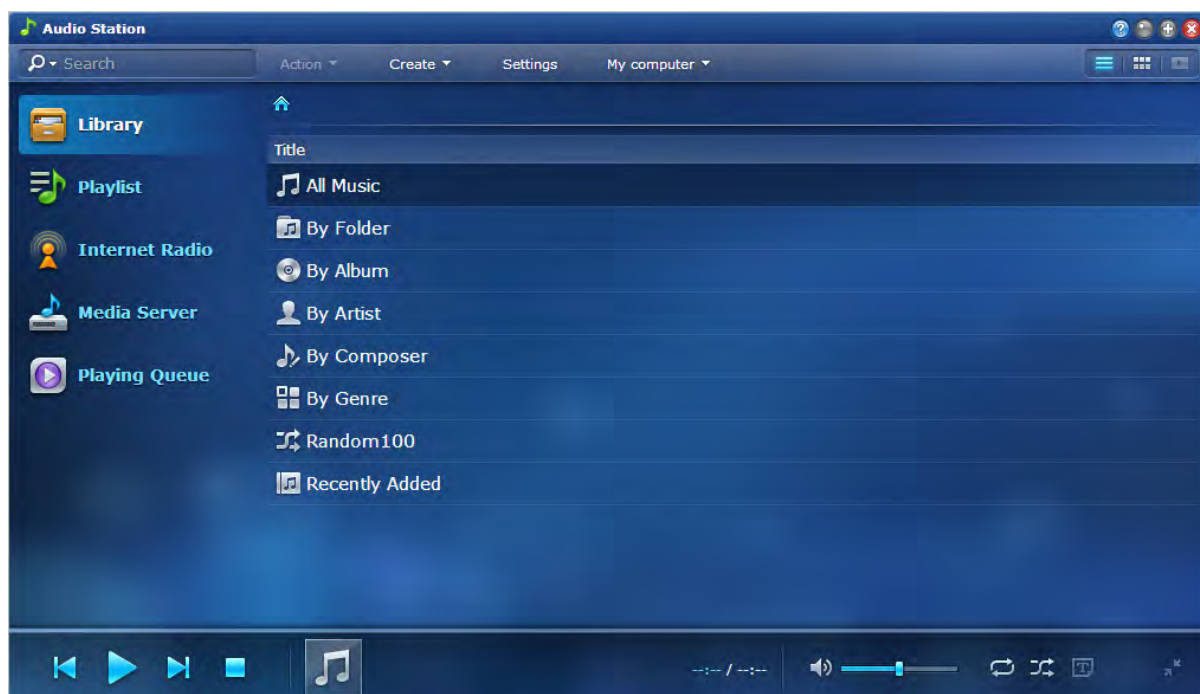 Audio Station
Search
Action Create Settings My computer
Library
Playlist
Internet Radio
Media Server
Playing Queue
Title
All Music
By Folder
By Album
By Artist
By Composer
By Genre
Random100
Recently Added
--:-- / --:--